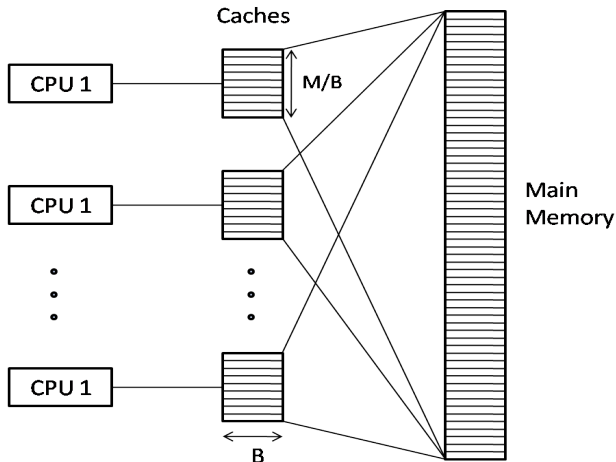 Caches
CPU 1
M/B
CPU 1
Main
Memory
CPU 1
B